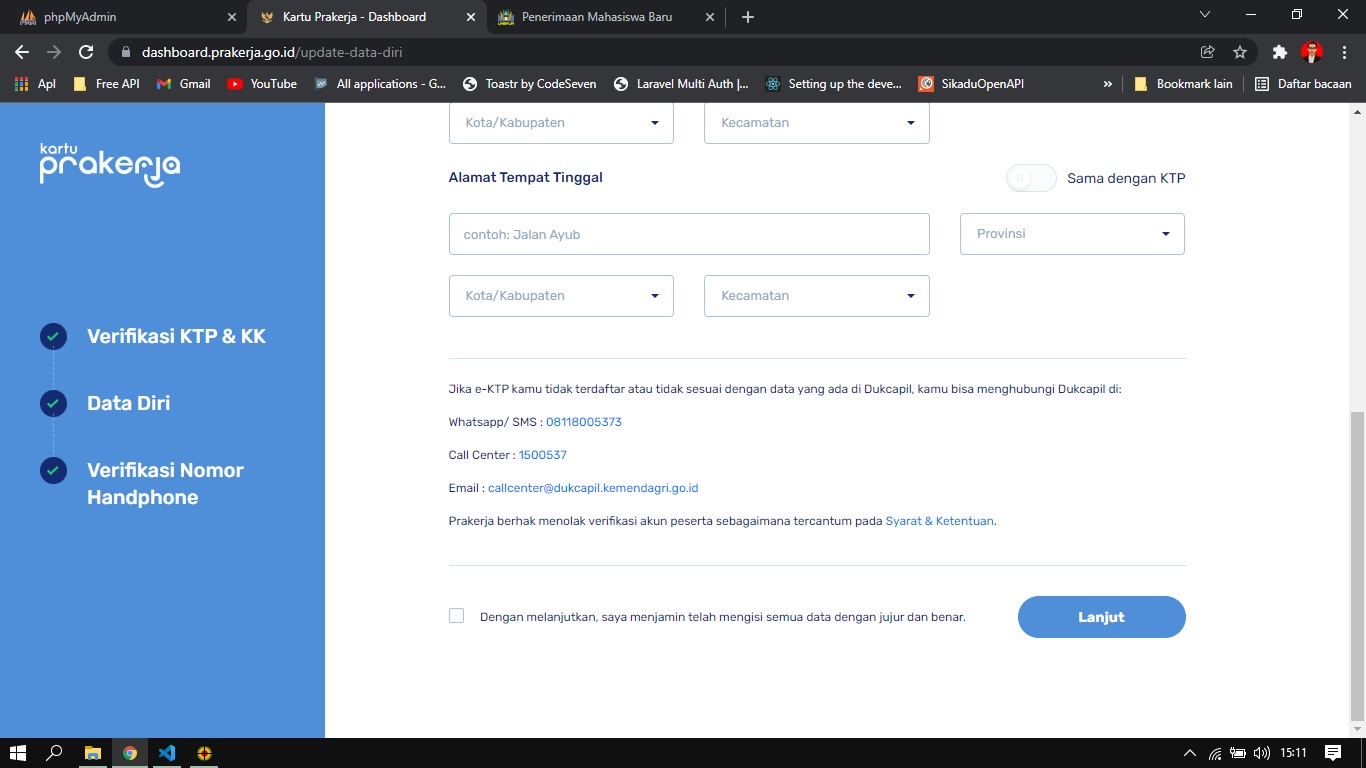 phpMyAdmin
Kartu Prakerja - Dashboard
Penerimaan Mahasiswa Baru
dashboard.prakerja.go.id/update-data-diri
Apl
Free API
Gmail
YouTube
All applications - G...
Toastr by CodeSeven
Laravel Multi Auth |...
Setting up the deve...
SikaduOpenAPI
»
Bookmark lain
Daftar bacaan
kartu
prakerja
Verifikasi KTP & KK
Data Diri
Verifikasi Nomor
Handphone
Kota/Kabupaten
Kecamatan
Alamat Tempat Tinggal
Sama dengan KTP
contoh: Jalan Ayub
Provinsi
Kota/Kabupaten
Kecamatan
Jika e-KTP kamu tidak terdaftar atau tidak sesuai dengan data yang ada di Dukcapil, kamu bisa menghubungi Dukcapil di:
Whatsapp/ SMS : 08118005373
Call Center : 1500537
Email : callcenter@dukcapil.kemendagri.go.id
Prakerja berhak menolak verifikasi akun peserta sebagaimana tercantum pada Syarat & Ketentuan.
Dengan melanjutkan, saya menjamin telah mengisi semua data dengan jujur dan benar.
Lanjut
15:11